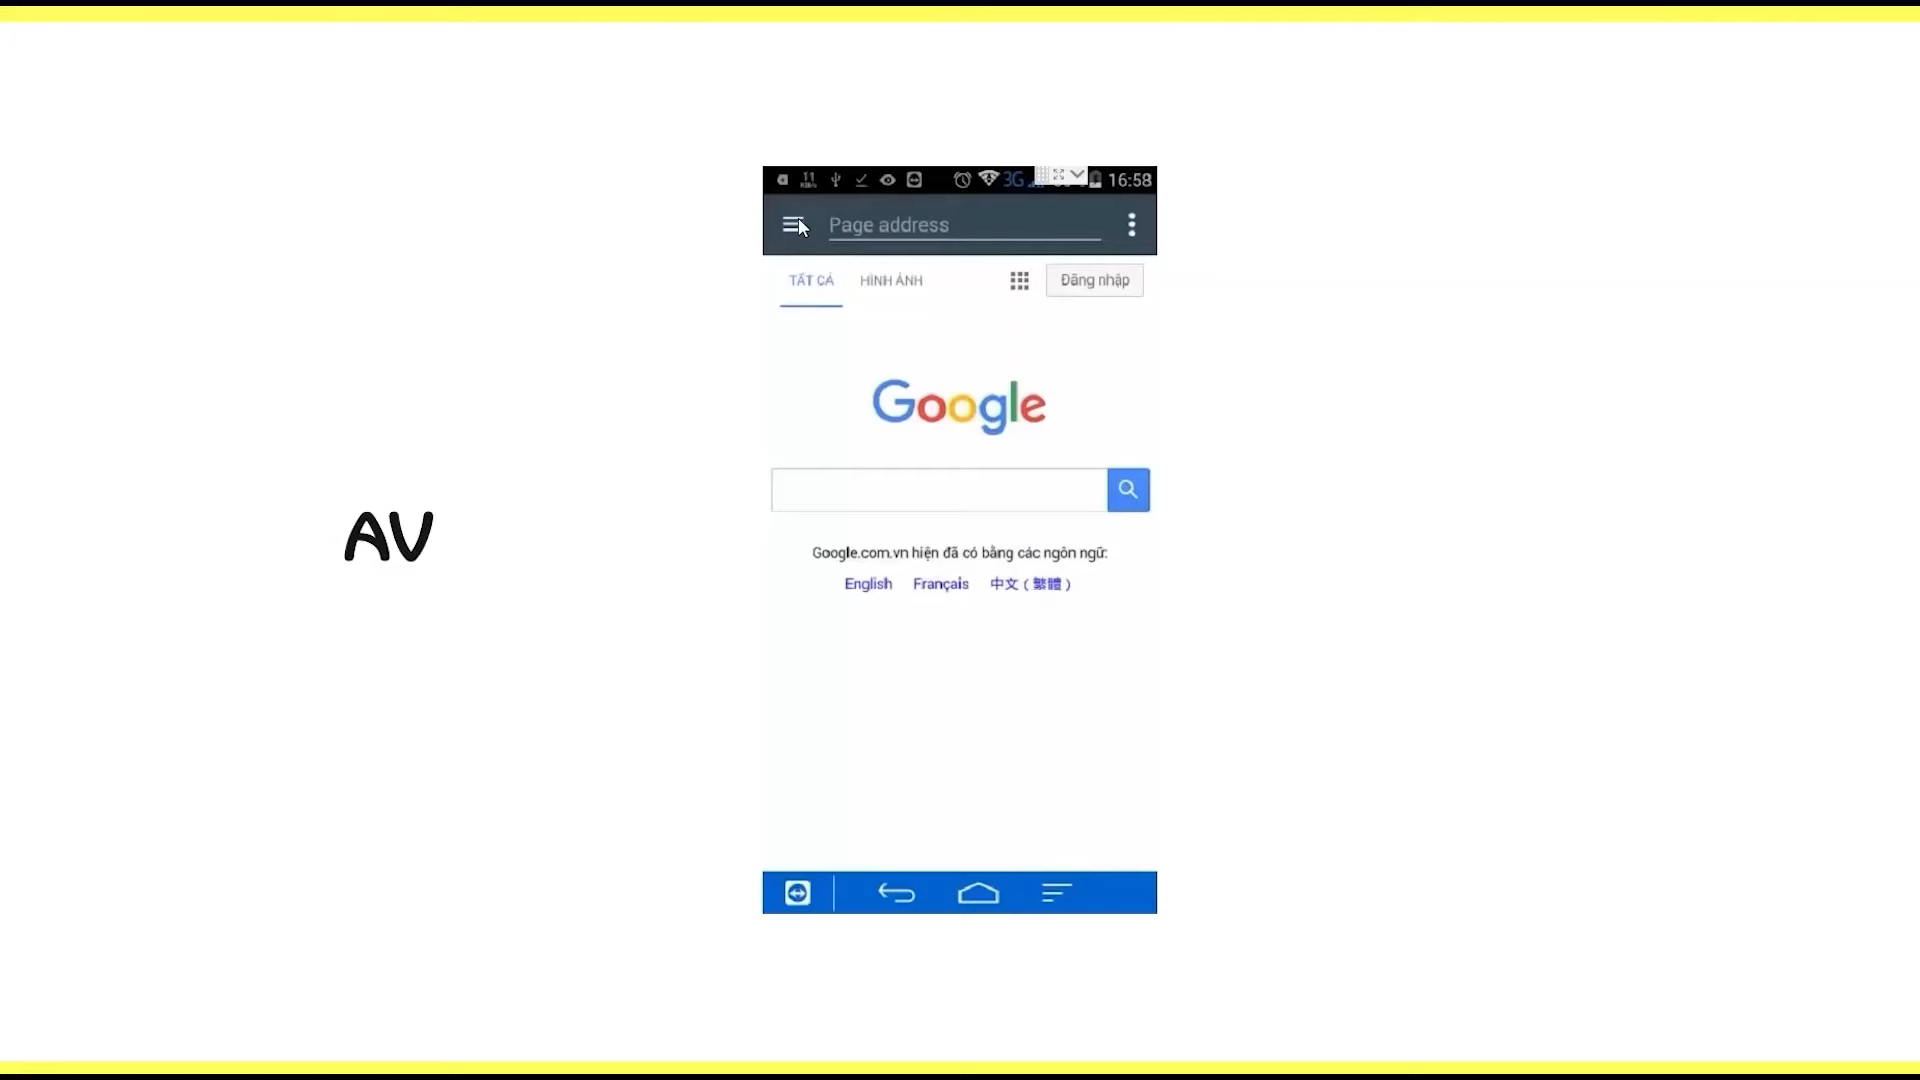 3G 16:58
Page address
TẤT CẢ HÌNH ẢNH Đăng nhập
Google
AV
Google.com.vn hiện đã có bằng các ngôn ngữ:
English Français 中文 ( 繁體 )